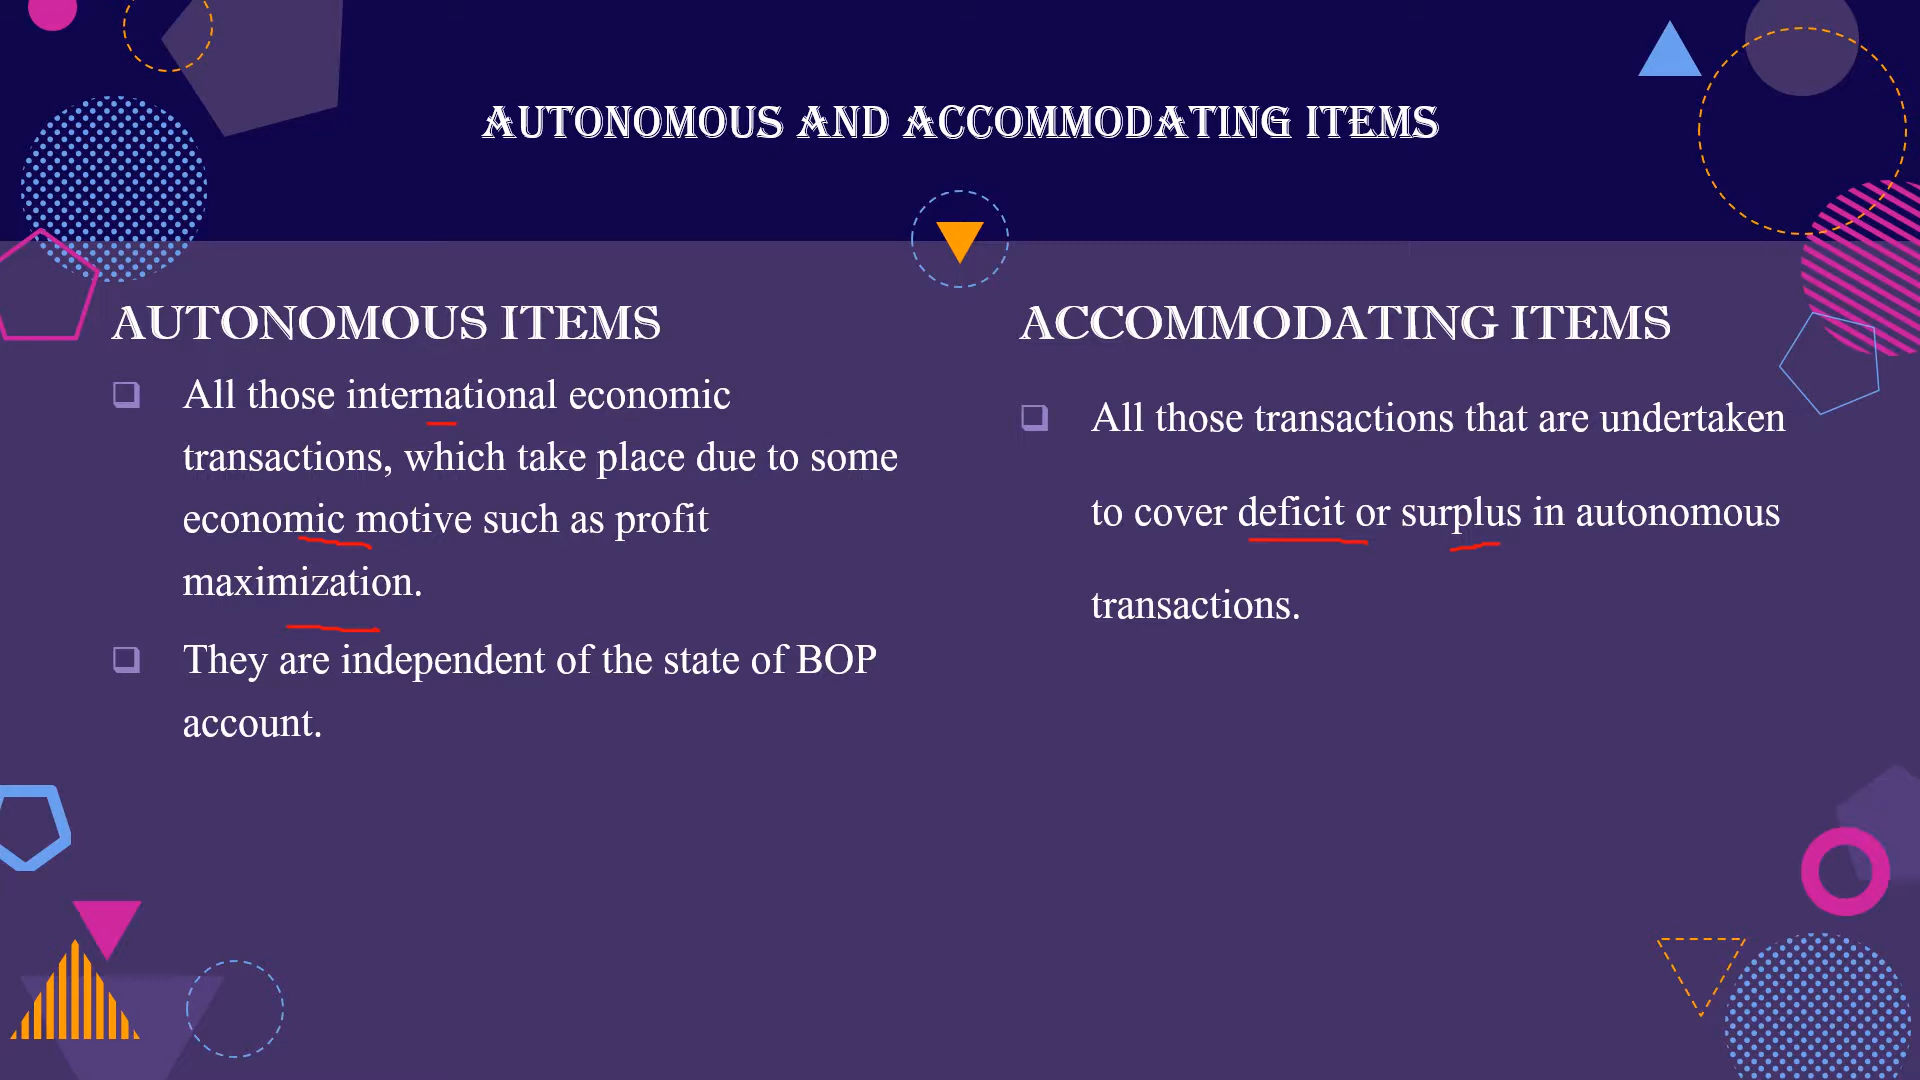 AUTONOMOUS AND ACCOMMODATING ITEMS
AUTONOMOUS ITEMS
All those international economic
transactions, which take place due to some
economic motive such as profit
maximization.
They are independent of the state of BOP
account.
ACCOMMODATING ITEMS
All those transactions that are undertaken
to cover deficit or surplus in autonomous
transactions.